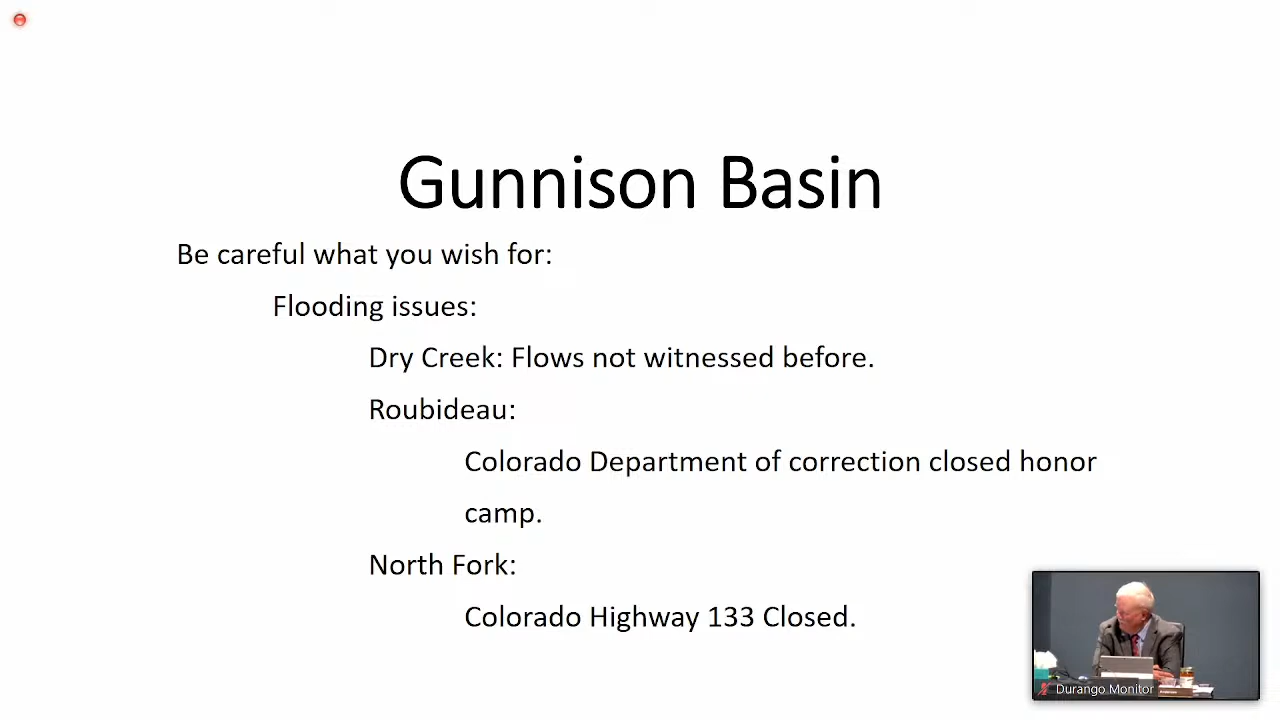 Gunnison Basin
Be careful what you wish for:
Flooding issues:
Dry Creek: Flows not witnessed before.
Roubideau:
Colorado Department of correction closed honor
camp.
North Fork:
Colorado Highway 133 Closed.
Durango Monitor